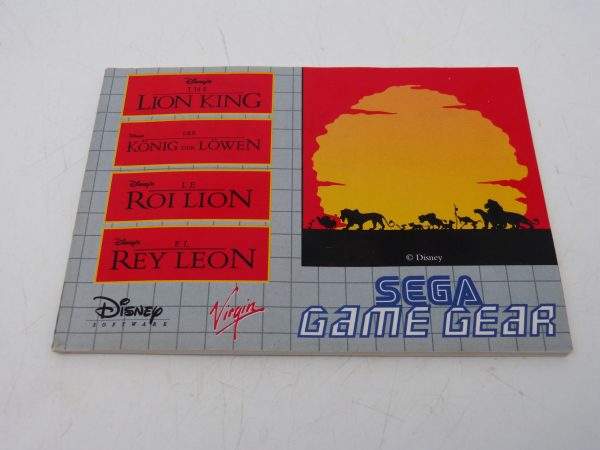 Disney's
THE
LION KING
Disney's
DER
KÖNIG DER LÖWEN
Disney's
LE
ROI LION
Disney's
EL
REY LEON
Disney
SOFTWARE
Virgin
© Disney
SEGA
GAME GEAR